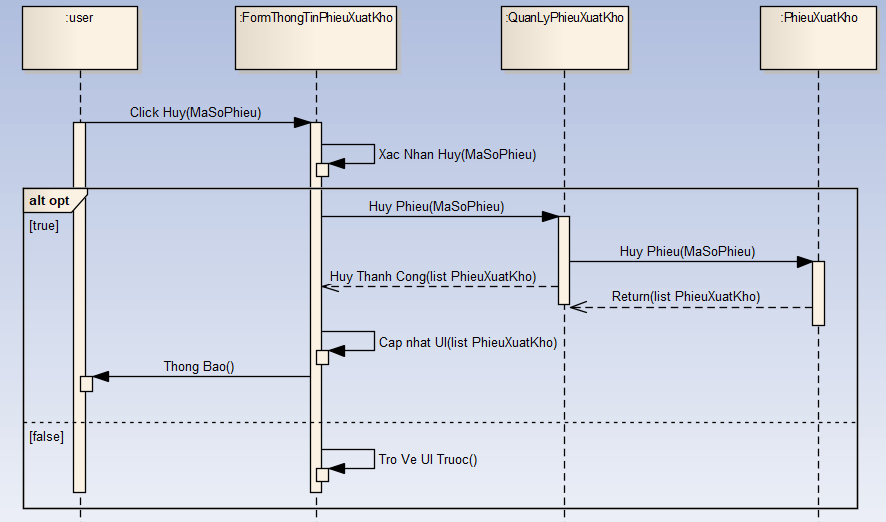 :user
:FormThongTinPhieuXuatKho
:QuanLyPhieuXuatKho
:PhieuXuatKho
Click Huy(MaSoPhieu)
Xac Nhan Huy(MaSoPhieu)
alt opt
[true]
Huy Phieu(MaSoPhieu)
Huy Phieu(MaSoPhieu)
Huy Thanh Cong(list PhieuXuatKho)
Return(list PhieuXuatKho)
Cap nhat UI(list PhieuXuatKho)
Thong Bao()
[false]
Tro Ve UI Truoc()